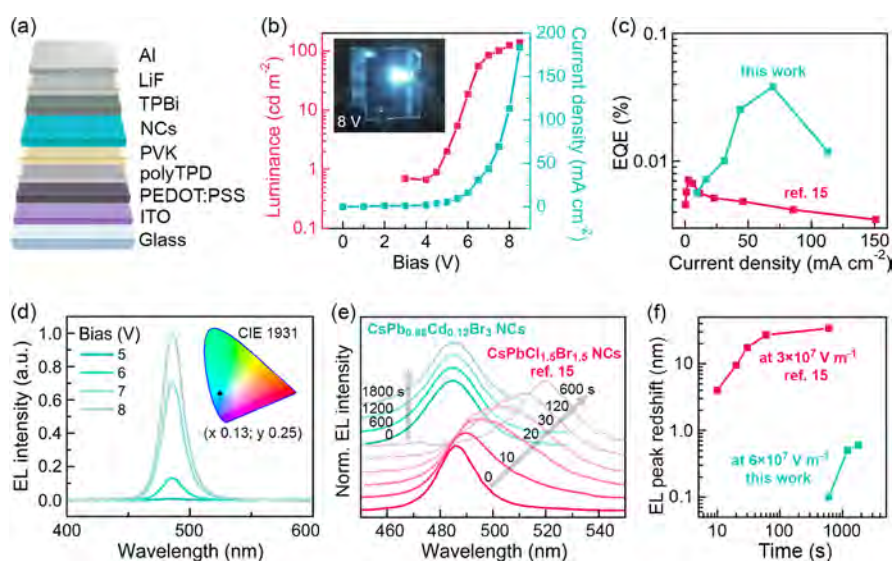 (a)
Al
LiF
TPBi
NCs
PVK
polyTPD
PEDOT:PSS
ITO
Glass
(b)
Luminance (cd m⁻²)
100
10
1
0.1
8 V
0 2 4 6 8
Bias (V)
200
150
100
50
0
Current density (mA cm⁻²)
(c)
EQE (%)
0.1
0.01
this work
ref. 15
0 50 100 150
Current density (mA cm⁻²)
(d)
EL intensity (a.u.)
1.0
0.8
0.6
0.4
0.2
0.0
Bias (V)
5
6
7
8
CIE 1931
(x 0.13; y 0.25)
400 500 600
Wavelength (nm)
(e)
Norm. EL intensity
CsPb₀.₈₈Cd₀.₁₂Br₃ NCs
CsPbCl₁.₅Br₁.₅ NCs
ref. 15
1800 s
1200
600
0
600 s
120
30
20
10
0
460 480 500 520 540
Wavelength (nm)
(f)
EL peak redshift (nm)
10
1.0
0.1
at 3×10⁷ V m⁻¹
ref. 15
at 6×10⁷ V m⁻¹
this work
10 100 1000
Time (s)